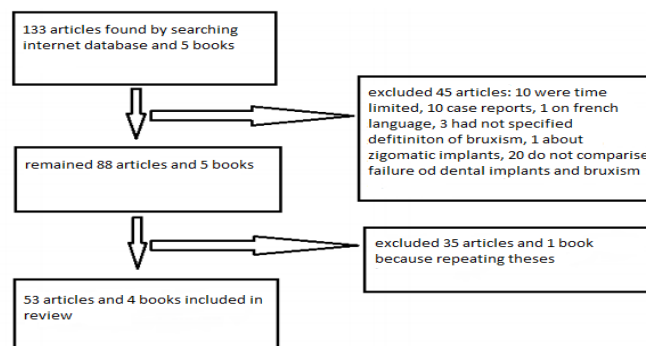 133 articles found by searching
internet database and 5 books
excluded 45 articles: 10 were time
limited, 10 case reports, 1 on french
language, 3 had not specified
defitiniton of bruxism, 1 about
zigomatic implants, 20 do not comparise
failure od dental implants and bruxism
remained 88 articles and 5 books
excluded 35 articles and 1 book
because repeating theses
53 articles and 4 books included in
review